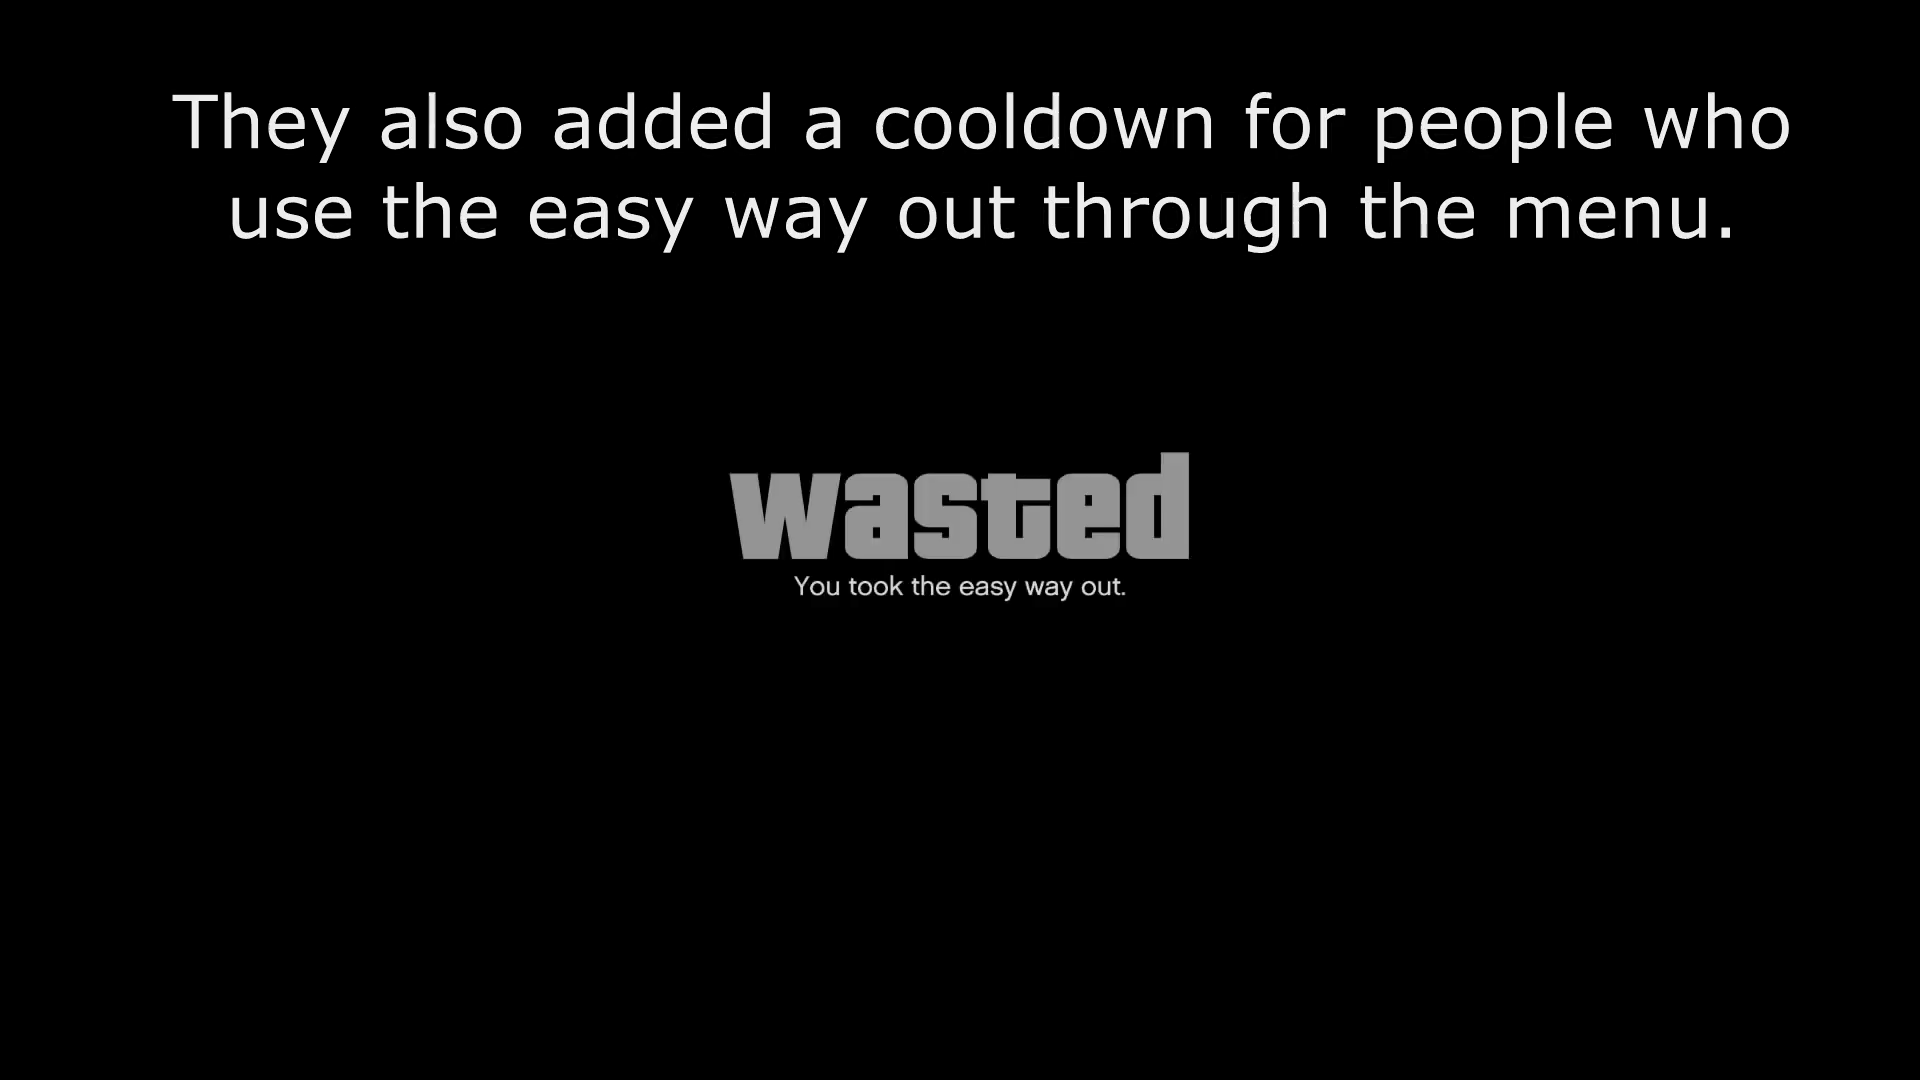 They also added a cooldown for people who
use the easy way out through the menu.
wasted
You took the easy way out.